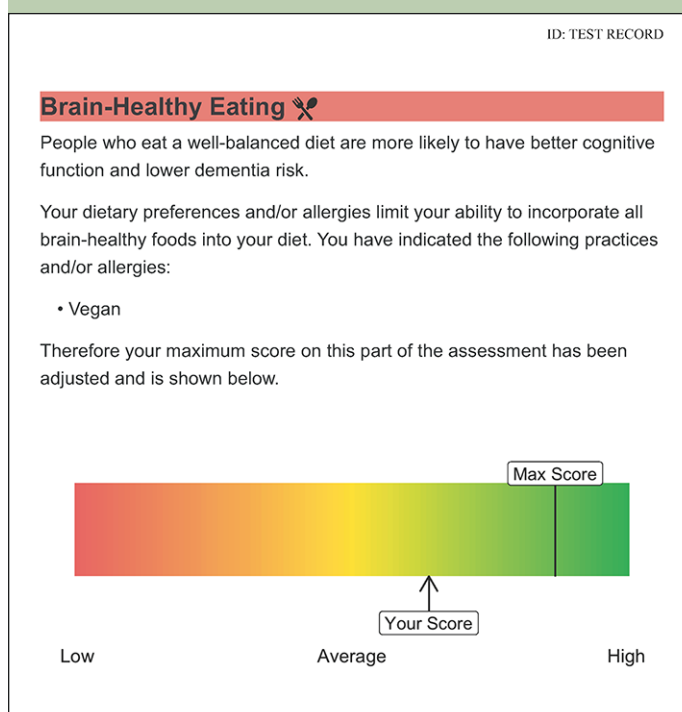 ID: TEST RECORD
Brain-Healthy Eating
People who eat a well-balanced diet are more likely to have better cognitive
function and lower dementia risk.
Your dietary preferences and/or allergies limit your ability to incorporate all
brain-healthy foods into your diet. You have indicated the following practices
and/or allergies:
• Vegan
Therefore your maximum score on this part of the assessment has been
adjusted and is shown below.
Max Score
Your Score
Low Average High